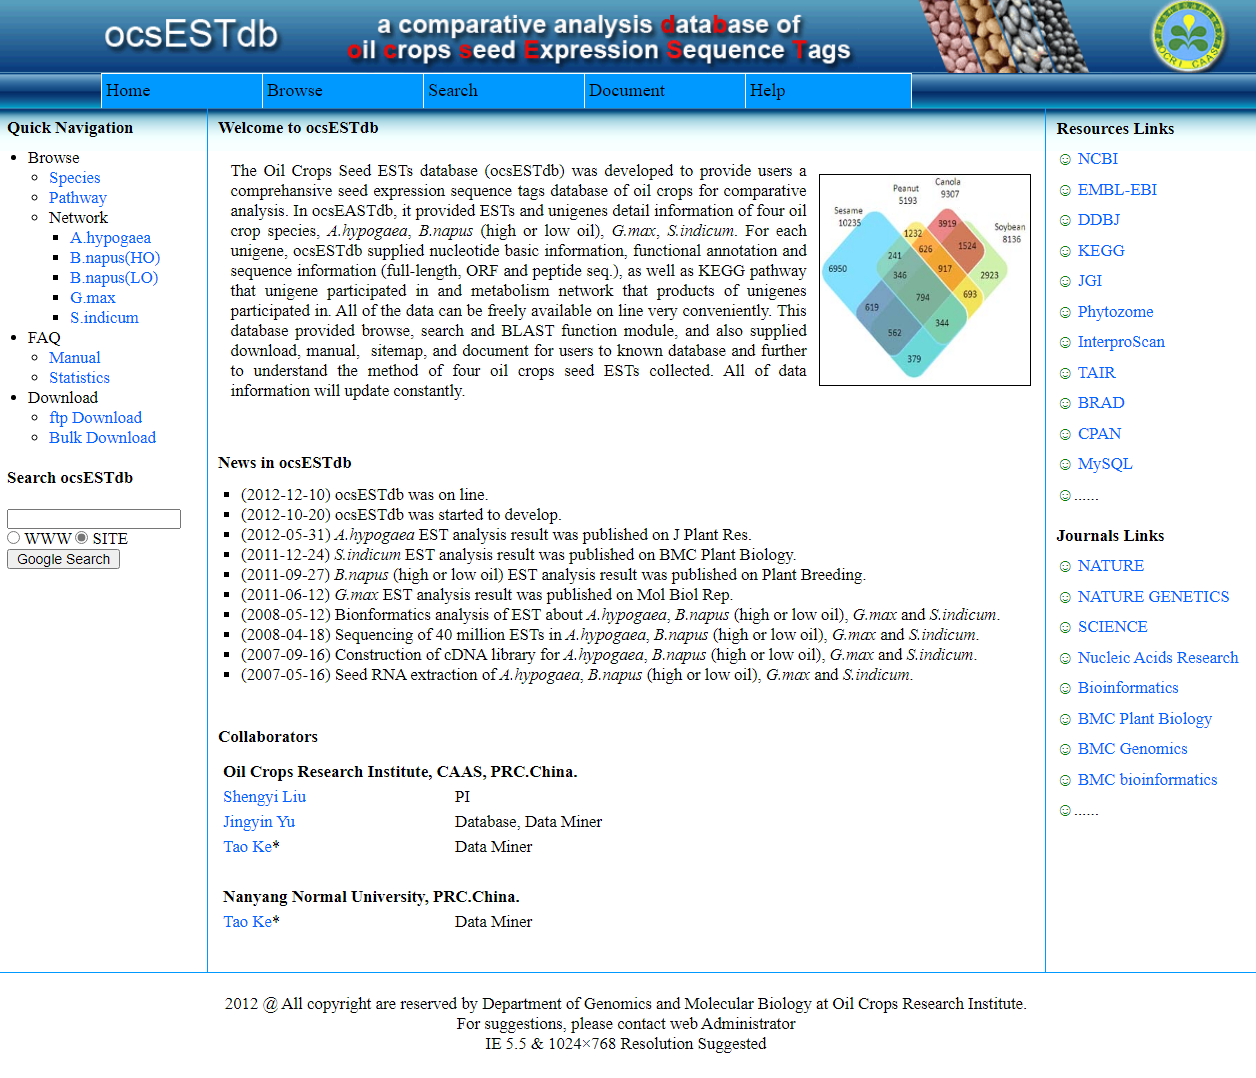 ocsESTdb
a comparative analysis database of
oil crops seed Expression Sequence Tags
OCRI CAAS
Home Browse Search Document Help
Quick Navigation
Browse
Species
Pathway
Network
A.hypogaea
B.napus(HO)
B.napus(LO)
G.max
S.indicum
FAQ
Manual
Statistics
Download
ftp Download
Bulk Download
Search ocsESTdb
WWW SITE
Google Search
Welcome to ocsESTdb
The Oil Crops Seed ESTs database (ocsESTdb) was developed to provide users a
comprehansive seed expression sequence tags database of oil crops for comparative
analysis. In ocsEASTdb, it provided ESTs and unigenes detail information of four oil
crop species, A.hypogaea, B.napus (high or low oil), G.max, S.indicum. For each
unigene, ocsESTdb supplied nucleotide basic information, functional annotation and
sequence information (full-length, ORF and peptide seq.), as well as KEGG pathway
that unigene participated in and metabolism network that products of unigenes
participated in. All of the data can be freely available on line very conveniently. This
database provided browse, search and BLAST function module, and also supplied
download, manual, sitemap, and document for users to known database and further
to understand the method of four oil crops seed ESTs collected. All of data
information will update constantly.
Canola
9307
Peanut
5193
Sesame
10235
Soybean
8136
3919
1232
1524
626
241
6950
346
917
2923
794
693
619
344
562
379
News in ocsESTdb
(2012-12-10) ocsESTdb was on line.
(2012-10-20) ocsESTdb was started to develop.
(2012-05-31) A.hypogaea EST analysis result was published on J Plant Res.
(2011-12-24) S.indicum EST analysis result was published on BMC Plant Biology.
(2011-09-27) B.napus (high or low oil) EST analysis result was published on Plant Breeding.
(2011-06-12) G.max EST analysis result was published on Mol Biol Rep.
(2008-05-12) Bionformatics analysis of EST about A.hypogaea, B.napus (high or low oil), G.max and S.indicum.
(2008-04-18) Sequencing of 40 million ESTs in A.hypogaea, B.napus (high or low oil), G.max and S.indicum.
(2007-09-16) Construction of cDNA library for A.hypogaea, B.napus (high or low oil), G.max and S.indicum.
(2007-05-16) Seed RNA extraction of A.hypogaea, B.napus (high or low oil), G.max and S.indicum.
Collaborators
Oil Crops Research Institute, CAAS, PRC.China.
Shengyi Liu PI
Jingyin Yu Database, Data Miner
Tao Ke* Data Miner
Nanyang Normal University, PRC.China.
Tao Ke* Data Miner
Resources Links
☺ NCBI
☺ EMBL-EBI
☺ DDBJ
☺ KEGG
☺ JGI
☺ Phytozome
☺ InterproScan
☺ TAIR
☺ BRAD
☺ CPAN
☺ MySQL
☺......
Journals Links
☺ NATURE
☺ NATURE GENETICS
☺ SCIENCE
☺ Nucleic Acids Research
☺ Bioinformatics
☺ BMC Plant Biology
☺ BMC Genomics
☺ BMC bioinformatics
☺......
2012 @ All copyright are reserved by Department of Genomics and Molecular Biology at Oil Crops Research Institute.
For suggestions, please contact web Administrator
IE 5.5 & 1024×768 Resolution Suggested